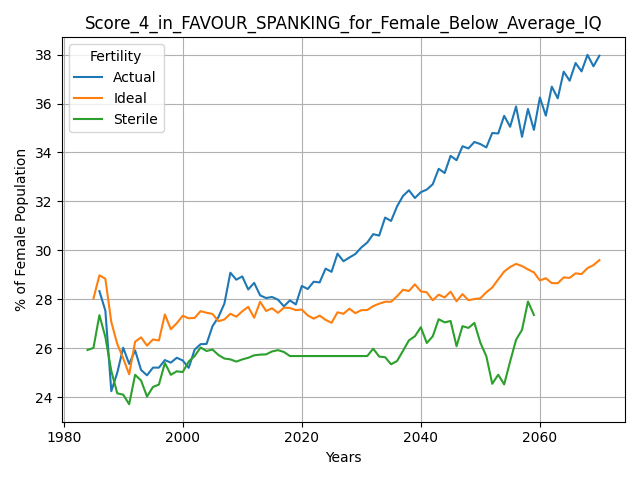 Score_4_in_FAVOUR_SPANKING_for_Female_Below_Average_IQ
Fertility
Actual
Ideal
Sterile
% of Female Population
38
36
34
32
30
28
26
24
1980
2000
2020
2040
2060
Years